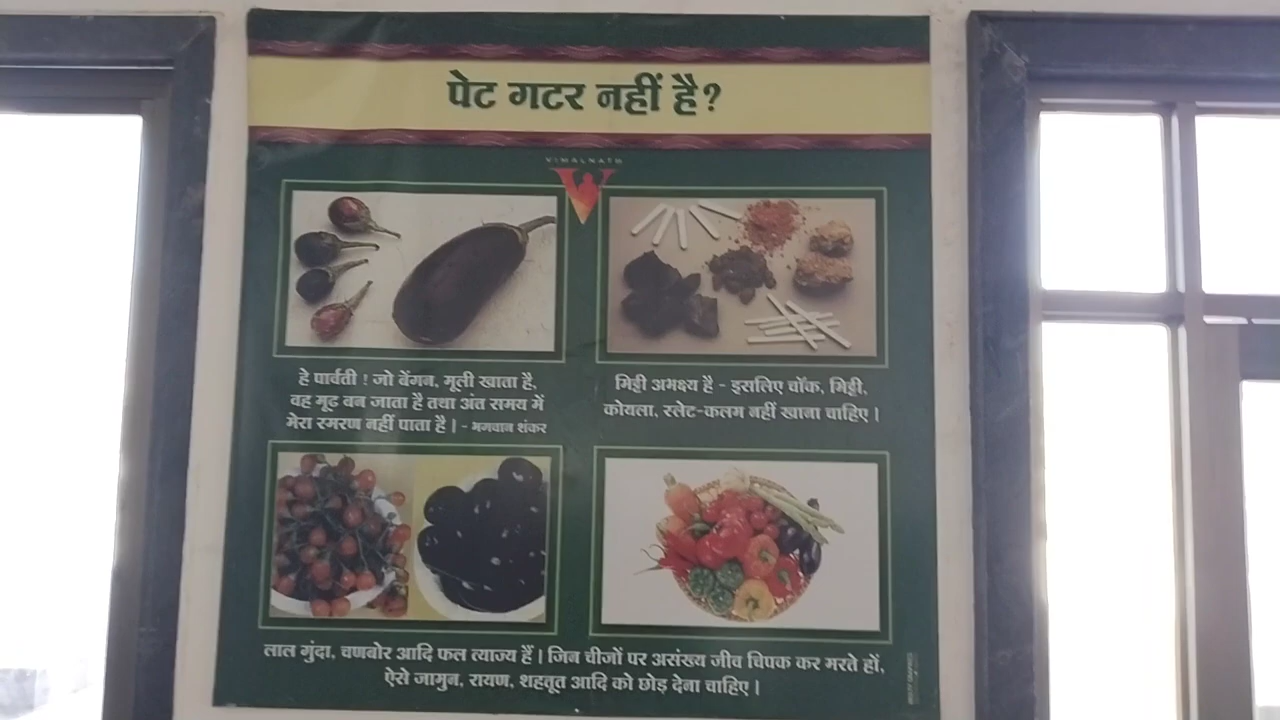 पेट गटर नहीं है?
VIMALNATH
हे पार्वती ! जो बेंगन, मूली खाता है,
वह मूढ बन जाता है तथा अंत समय में
मेरा स्मरण नहीं पाता है । - भगवान शंकर
मिट्टी अभक्ष्य है - इसलिए चॉक, मिट्टी,
कोयला, स्लेट-कलम नहीं खाना चाहिए ।
लाल गुंदा, चणबोर आदि फल त्याज्य हैं । जिन चीजों पर असंख्य जीव चिपक कर मरते हों,
ऐसे जामुन, रायण, शहतूत आदि को छोड़ देना चाहिए ।